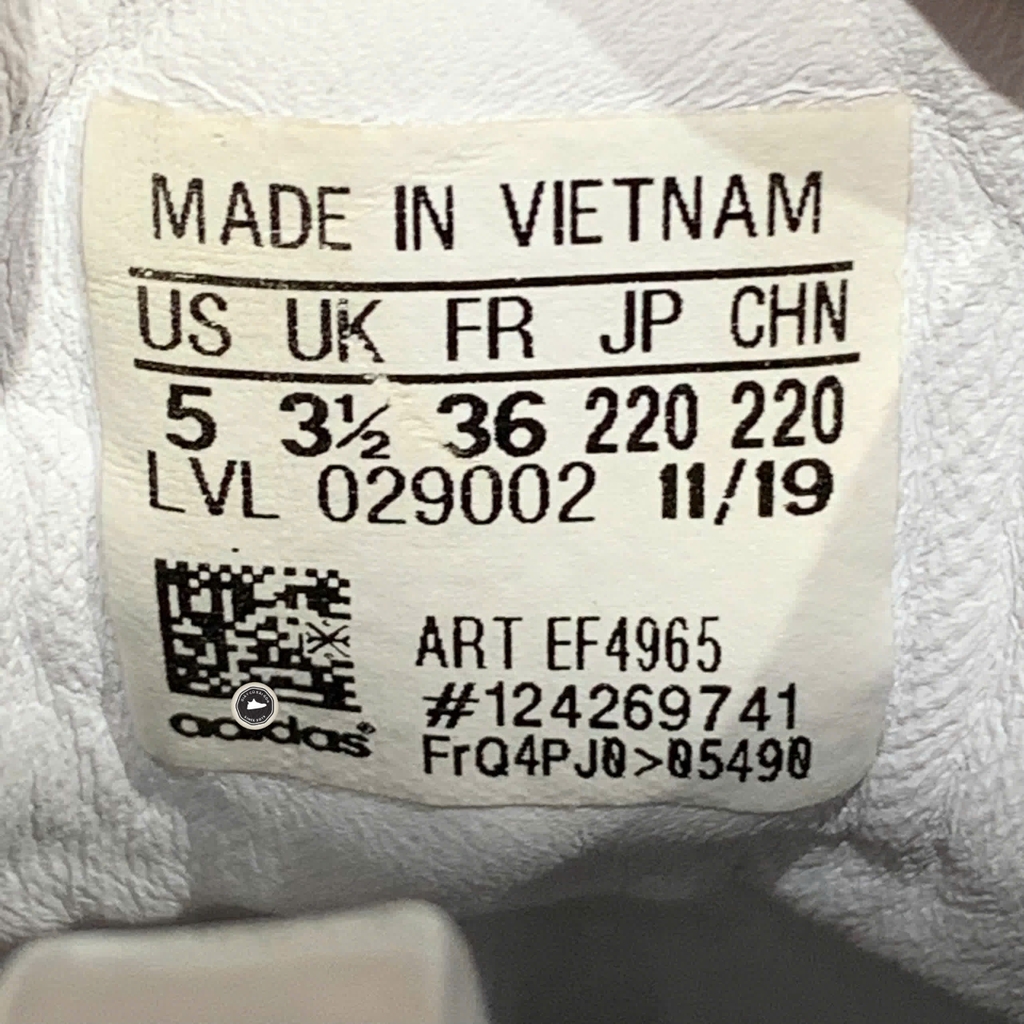 MADE IN VIETNAM
US UK FR JP CHN
5 3½ 36 220 220
LVL 029002 11/19
ART EF4965
#124269741
FrQ4PJ0>05490
adidas®